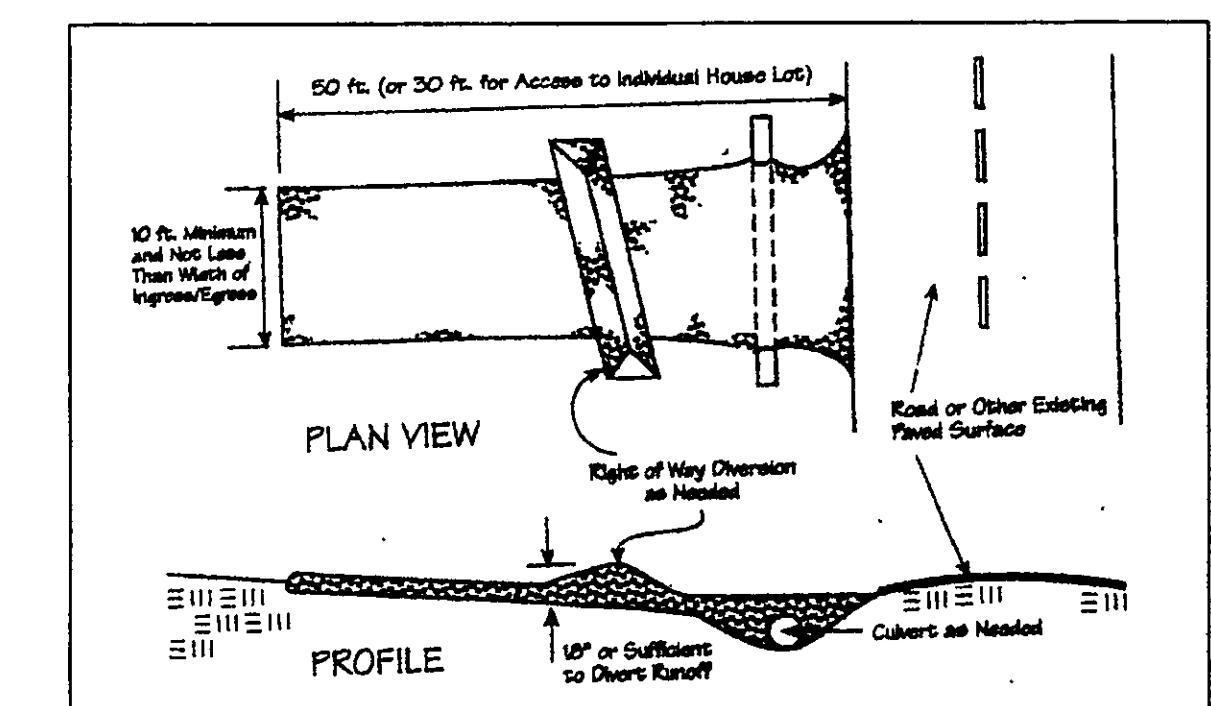 50 ft. (or 30 ft. for Access to Individual House Lot)
10 ft. Minimum
and Not Less
Than Width of
Ingress/Egress
PLAN VIEW
Road or Other Existing
Paved Surface
Right of Way Diversion
as Needed
Culvert as Needed
18" or Sufficient
to Divert Runoff
PROFILE